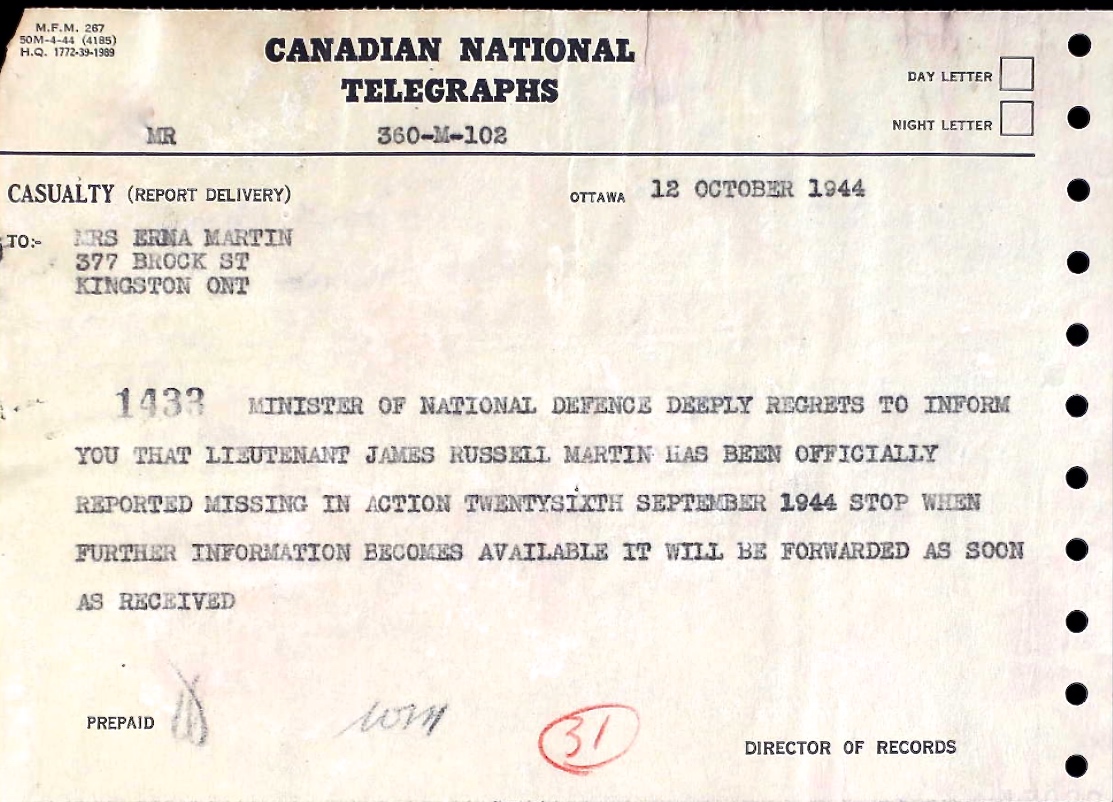 M.F.M. 267
50M-4-44 (4185)
H.Q. 1772-39-1989
CANADIAN NATIONAL
TELEGRAPHS
DAY LETTER
NIGHT LETTER
MR 360-M-102
CASUALTY (REPORT DELIVERY) OTTAWA 12 OCTOBER 1944
TO:- MRS ERNA MARTIN
377 BROCK ST
KINGSTON ONT
1433 MINISTER OF NATIONAL DEFENCE DEEPLY REGRETS TO INFORM
YOU THAT LIEUTENANT JAMES RUSSELL MARTIN HAS BEEN OFFICIALLY
REPORTED MISSING IN ACTION TWENTYSIXTH SEPTEMBER 1944 STOP WHEN
FURTHER INFORMATION BECOMES AVAILABLE IT WILL BE FORWARDED AS SOON
AS RECEIVED
PREPAID 31
DIRECTOR OF RECORDS